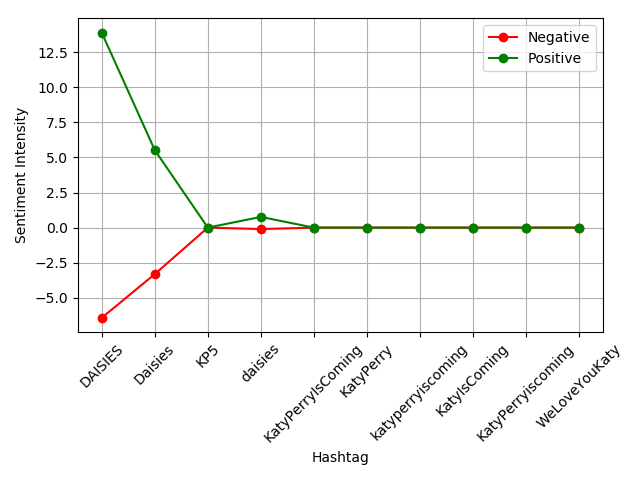 Negative
Positive
12.5
10.0
7.5
5.0
2.5
0.0
−2.5
−5.0
Sentiment Intensity
DAISIES
Daisies
KP5
daisies
KatyPerryIsComing
KatyPerry
katyperryiscoming
KatyIsComing
KatyPerryiscoming
WeLoveYouKaty
Hashtag